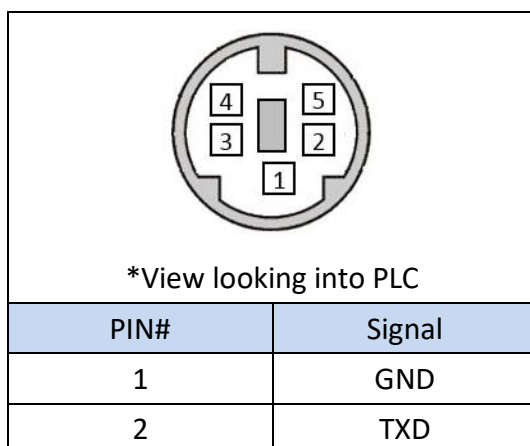 4 5
3 2
1
*View looking into PLC
PIN# Signal
1 GND
2 TXD